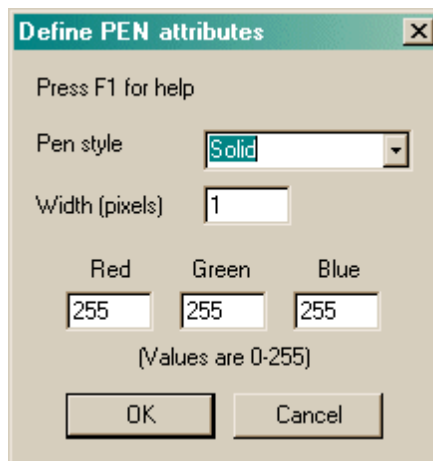 Define PEN attributes
Press F1 for help
Pen style Solid
Width (pixels) 1
Red Green Blue
255 255 255
(Values are 0-255)
OK Cancel